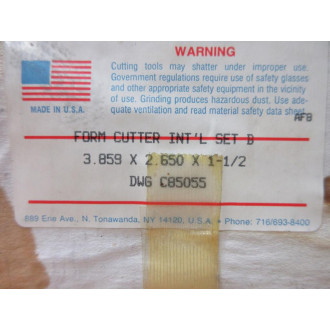 WARNING
Cutting tools may shatter under improper use.
Government regulations require use of safety glasses
and other appropriate safety equipment in the vicinity
of use. Grinding produces hazardous dust. Use ade-
quate ventilation and read material safety data sheet.
MADE IN U.S.A.
AF8
FORM CUTTER INT'L SET B
3.859 X 2.650 X 1-1/2
DWG C85055
889 Erie Ave., N. Tonawanda, NY 14120, U.S.A. • Phone: 716/693-8400